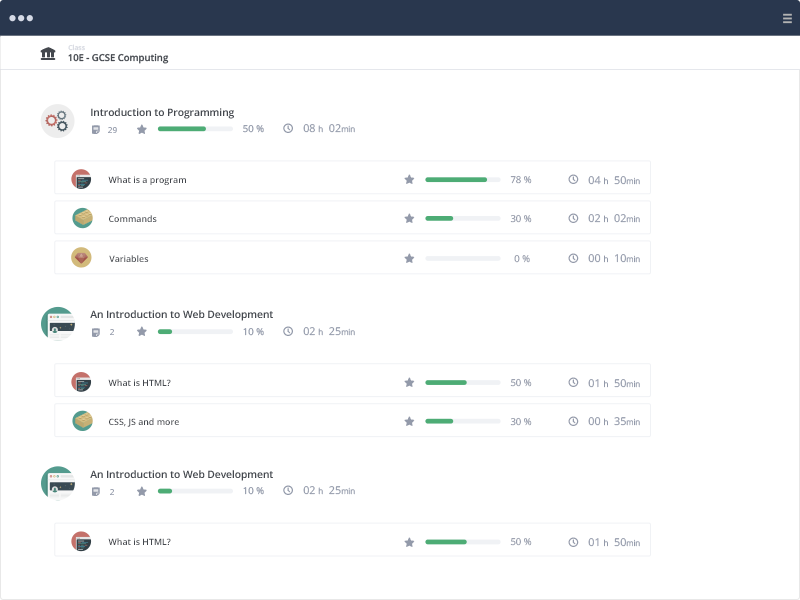 Class
10E - GCSE Computing
Introduction to Programming
29 50 % 08 h 02min
What is a program 78 % 04 h 50min
Commands 30 % 02 h 02min
Variables 0 % 00 h 10min
An Introduction to Web Development
2 10 % 02 h 25min
What is HTML? 50 % 01 h 50min
CSS, JS and more 30 % 00 h 35min
An Introduction to Web Development
2 10 % 02 h 25min
What is HTML? 50 % 01 h 50min